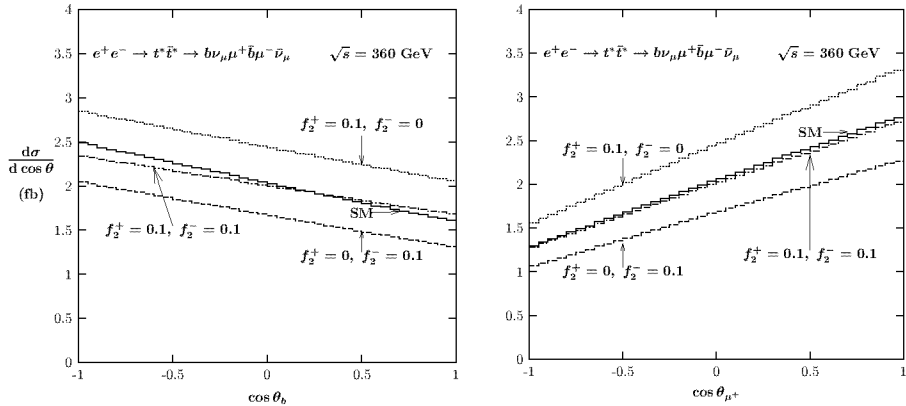 4
e⁺e⁻ → t*t̄* → bν_μμ⁺b̄μ⁻ν̄_μ √s = 360 GeV
3.5
3
f₂⁺ = 0.1, f₂⁻ = 0
2.5
dσ/d cos θ
2
(fb)
SM
1.5
f₂⁺ = 0.1, f₂⁻ = 0.1
f₂⁺ = 0, f₂⁻ = 0.1
1
0.5
0
-1 -0.5 0 0.5 1
cos θ_b
4
e⁺e⁻ → t*t̄* → bν_μμ⁺b̄μ⁻ν̄_μ √s = 360 GeV
3.5
3
SM
2.5
f₂⁺ = 0.1, f₂⁻ = 0
2
1.5
f₂⁺ = 0.1, f₂⁻ = 0.1
1
f₂⁺ = 0, f₂⁻ = 0.1
0.5
0
-1 -0.5 0 0.5 1
cos θ_μ⁺